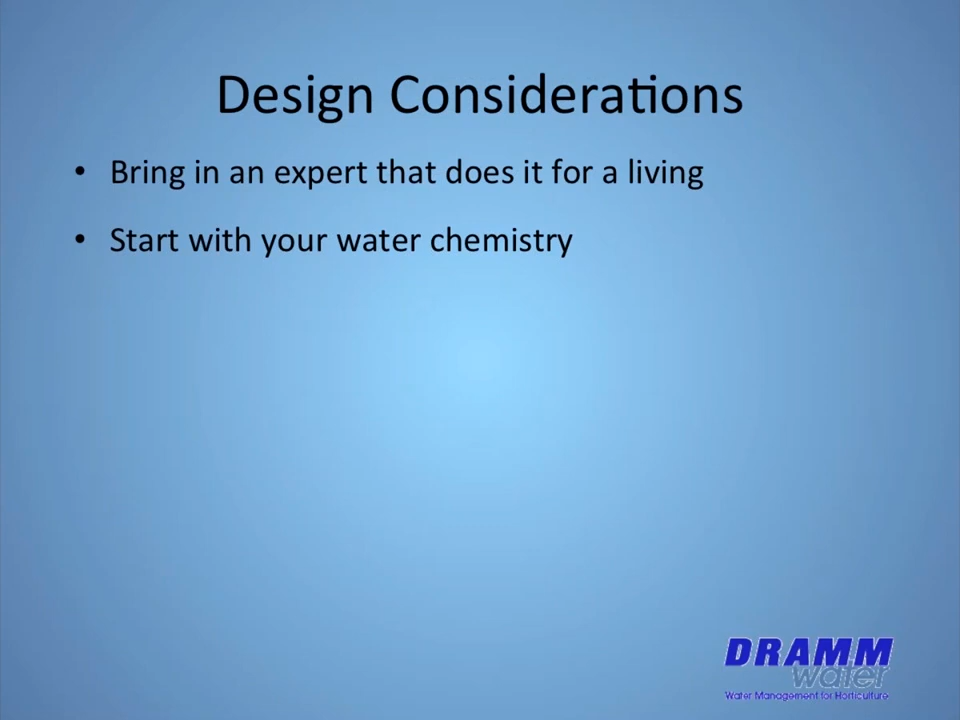 Design Considerations
• Bring in an expert that does it for a living
• Start with your water chemistry
DRAMM
water
Water Management for Horticulture